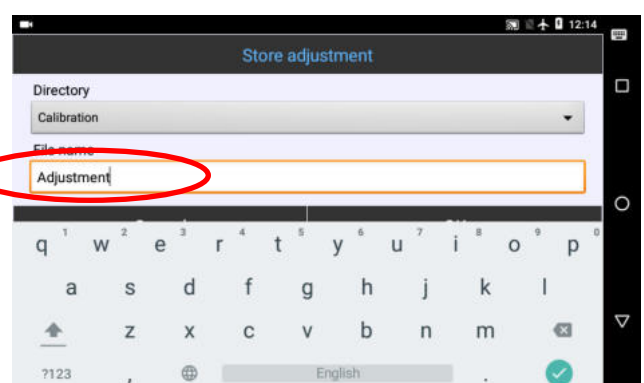 12:14
Store adjustment
Directory
Calibration
File name
Adjustment
q 1 w 2 e 3 r 4 t 5 y 6 u 7 i 8 o 9 p 0
a s d f g h j k l
z x c v b n m
?123 , English .